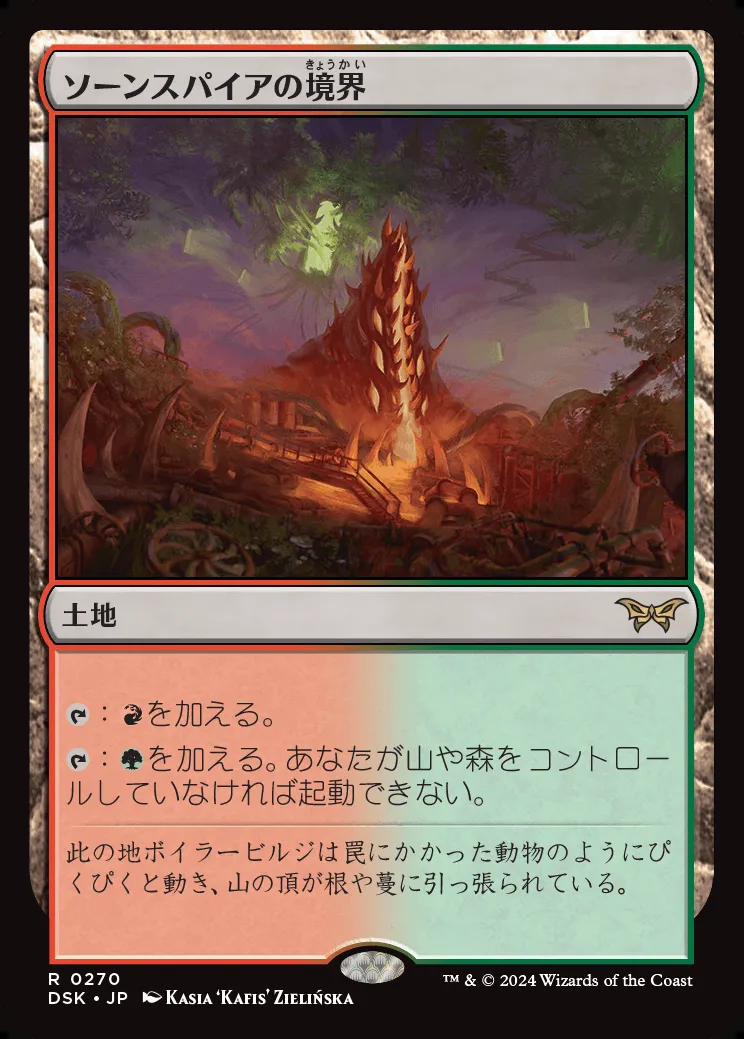 きょうかい
ソーンスパイアの境界
土地
：を加える。
：を加える。あなたが山や森をコントロー
ルしていなければ起動できない。
此の地ボイラービルジは罠にかかった動物のようにぴ
くぴくと動き、山の頂が根や蔓に引っ張られている。
R 0270
DSK • JP KASIA ‘KAFIS’ ZIELIŃSKA
™ & © 2024 Wizards of the Coast